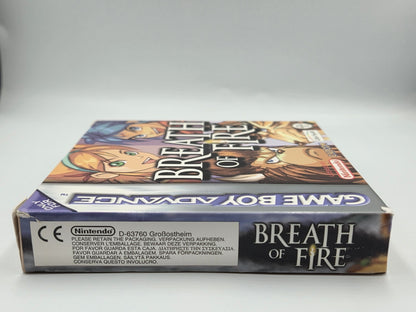 BREATH
OF FIRE
GAME BOY ADVANCE
TM
Nintendo
D-63760 Großostheim
PLEASE RETAIN THE PACKAGING. VERPACKUNG AUFHEBEN.
CONSERVER L'EMBALLAGE. BEWAAR DEZE VERPAKKING.
POR FAVOR GUARDA ESTA CAJA. ΔΙΑΤΗΡΗΣΤΕ ΤΗΝ ΣΥΣΚΕΥΑΣΙΑ.
POR FAVOR GUARDAR A EMBALAGEM. SPARA FÖRPACKNINGEN.
GEM EMBALLAGEN. SÄILYTÄ PAKKAUS.
CONSERVA QUESTO INVOLUCRO.
BREATH
OF FIRE